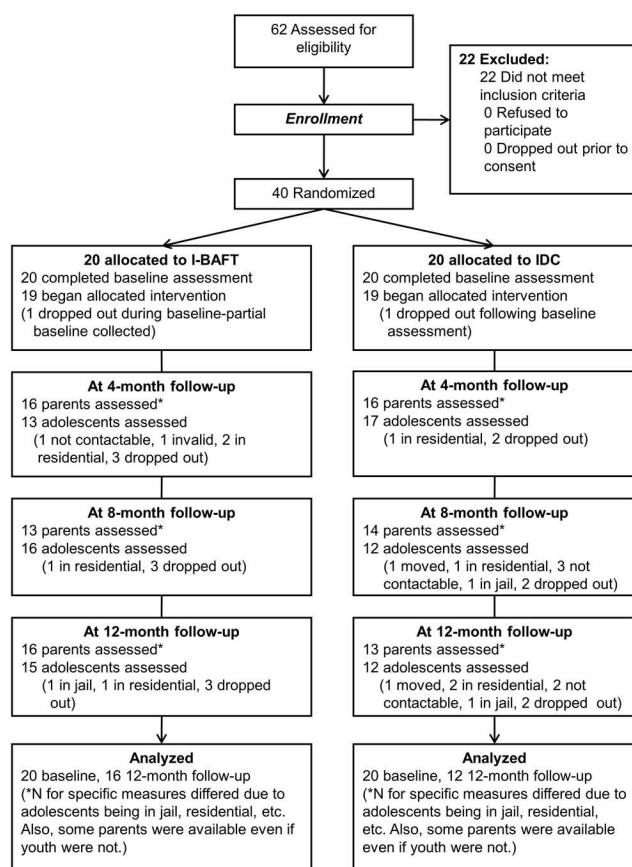 62 Assessed for
eligibility
22 Excluded:
22 Did not meet
inclusion criteria
0 Refused to
participate
0 Dropped out prior to
consent
Enrollment
40 Randomized
20 allocated to I-BAFT
20 completed baseline assessment
19 began allocated intervention
(1 dropped out during baseline-partial
baseline collected)
20 allocated to IDC
20 completed baseline assessment
19 began allocated intervention
(1 dropped out following baseline
assessment)
At 4-month follow-up
16 parents assessed*
13 adolescents assessed
(1 not contactable, 1 invalid, 2 in
residential, 3 dropped out)
At 4-month follow-up
16 parents assessed*
17 adolescents assessed
(1 in residential, 2 dropped out)
At 8-month follow-up
13 parents assessed*
16 adolescents assessed
(1 in residential, 3 dropped out)
At 8-month follow-up
14 parents assessed*
12 adolescents assessed
(1 moved, 1 in residential, 3 not
contactable, 1 in jail, 2 dropped out)
At 12-month follow-up
16 parents assessed*
15 adolescents assessed
(1 in jail, 1 in residential, 3 dropped
out)
At 12-month follow-up
13 parents assessed*
12 adolescents assessed
(1 moved, 2 in residential, 2 not
contactable, 1 in jail, 2 dropped out)
Analyzed
20 baseline, 16 12-month follow-up
(*N for specific measures differed due to
adolescents being in jail, residential, etc.
Also, some parents were available even if
youth were not.)
Analyzed
20 baseline, 12 12-month follow-up
(*N for specific measures differed due to
adolescents being in jail, residential,
etc. Also, some parents were available
even if youth were not.)